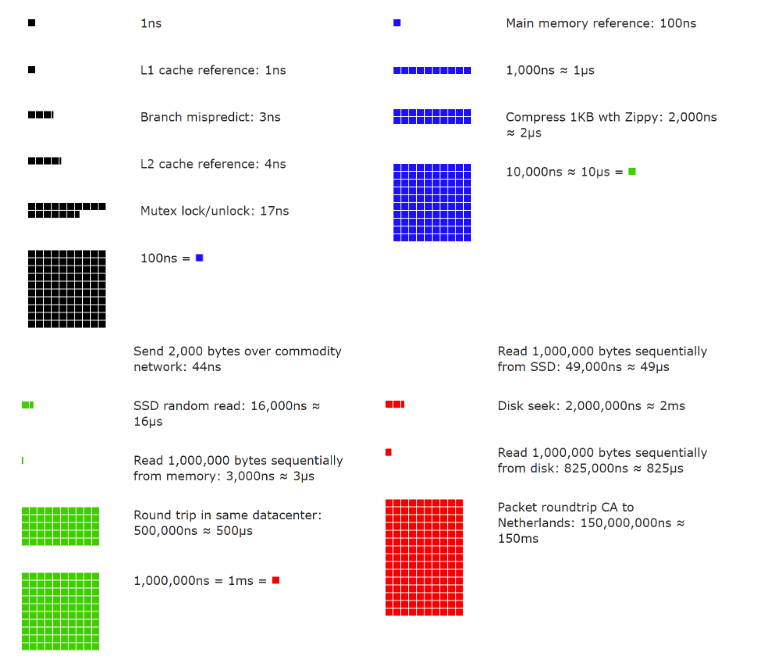 1ns
L1 cache reference: 1ns
Branch mispredict: 3ns
L2 cache reference: 4ns
Mutex lock/unlock: 17ns
100ns =
Main memory reference: 100ns
1,000ns ≈ 1µs
Compress 1KB wth Zippy: 2,000ns
≈ 2µs
10,000ns ≈ 10µs =
Send 2,000 bytes over commodity
network: 44ns
SSD random read: 16,000ns ≈
16µs
Read 1,000,000 bytes sequentially
from memory: 3,000ns ≈ 3µs
Round trip in same datacenter:
500,000ns ≈ 500µs
1,000,000ns = 1ms =
Read 1,000,000 bytes sequentially
from SSD: 49,000ns ≈ 49µs
Disk seek: 2,000,000ns ≈ 2ms
Read 1,000,000 bytes sequentially
from disk: 825,000ns ≈ 825µs
Packet roundtrip CA to
Netherlands: 150,000,000ns ≈
150ms